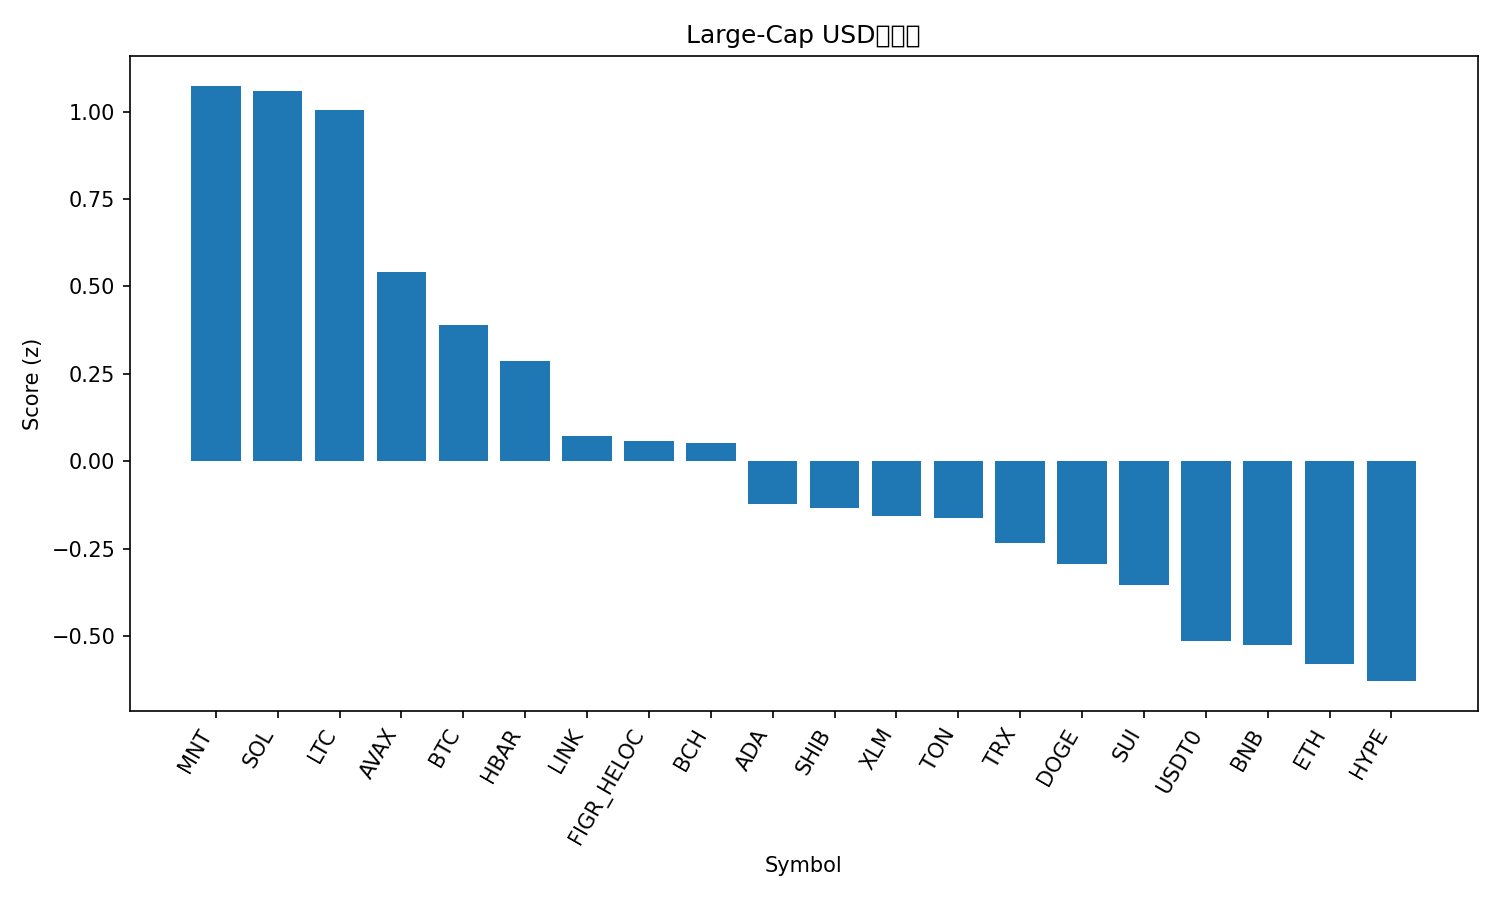 Large-Cap USD
Score (z)
1.00
0.75
0.50
0.25
0.00
−0.25
−0.50
MNT
SOL
LTC
AVAX
BTC
HBAR
LINK
FIGR_HELOC
BCH
ADA
SHIB
XLM
TON
TRX
DOGE
SUI
USDT0
BNB
ETH
HYPE
Symbol